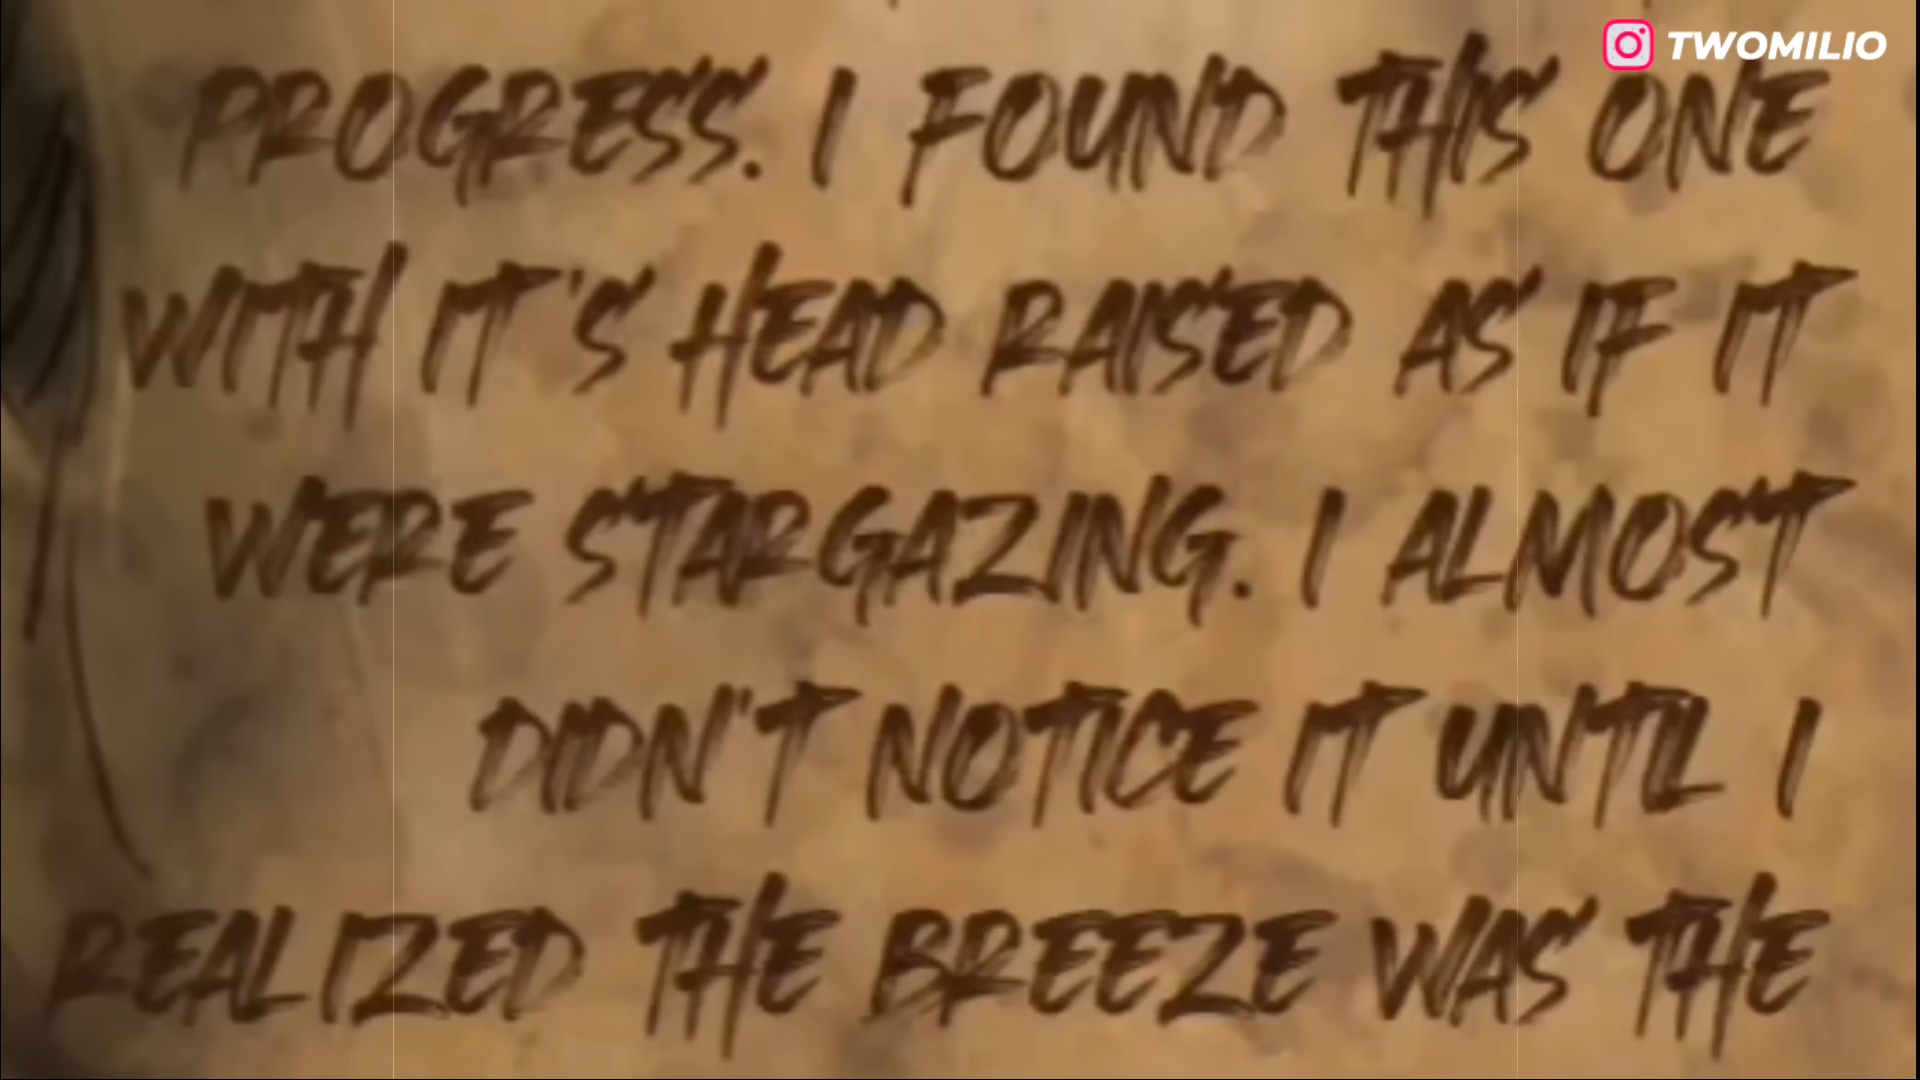 TWOMILIO
PROGRESS. I FOUND THIS ONE
WITH IT'S HEAD RAISED AS IF IT
WERE STARGAZING. I ALMOST
DIDN'T NOTICE IT UNTIL I
REALIZED THE BREEZE WAS THE